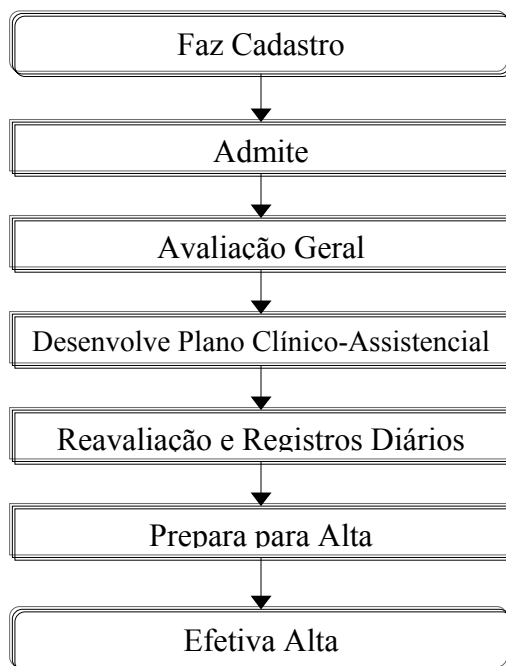 Faz Cadastro
Admite
Avaliação Geral
Desenvolve Plano Clínico-Assistencial
Reavaliação e Registros Diários
Prepara para Alta
Efetiva Alta